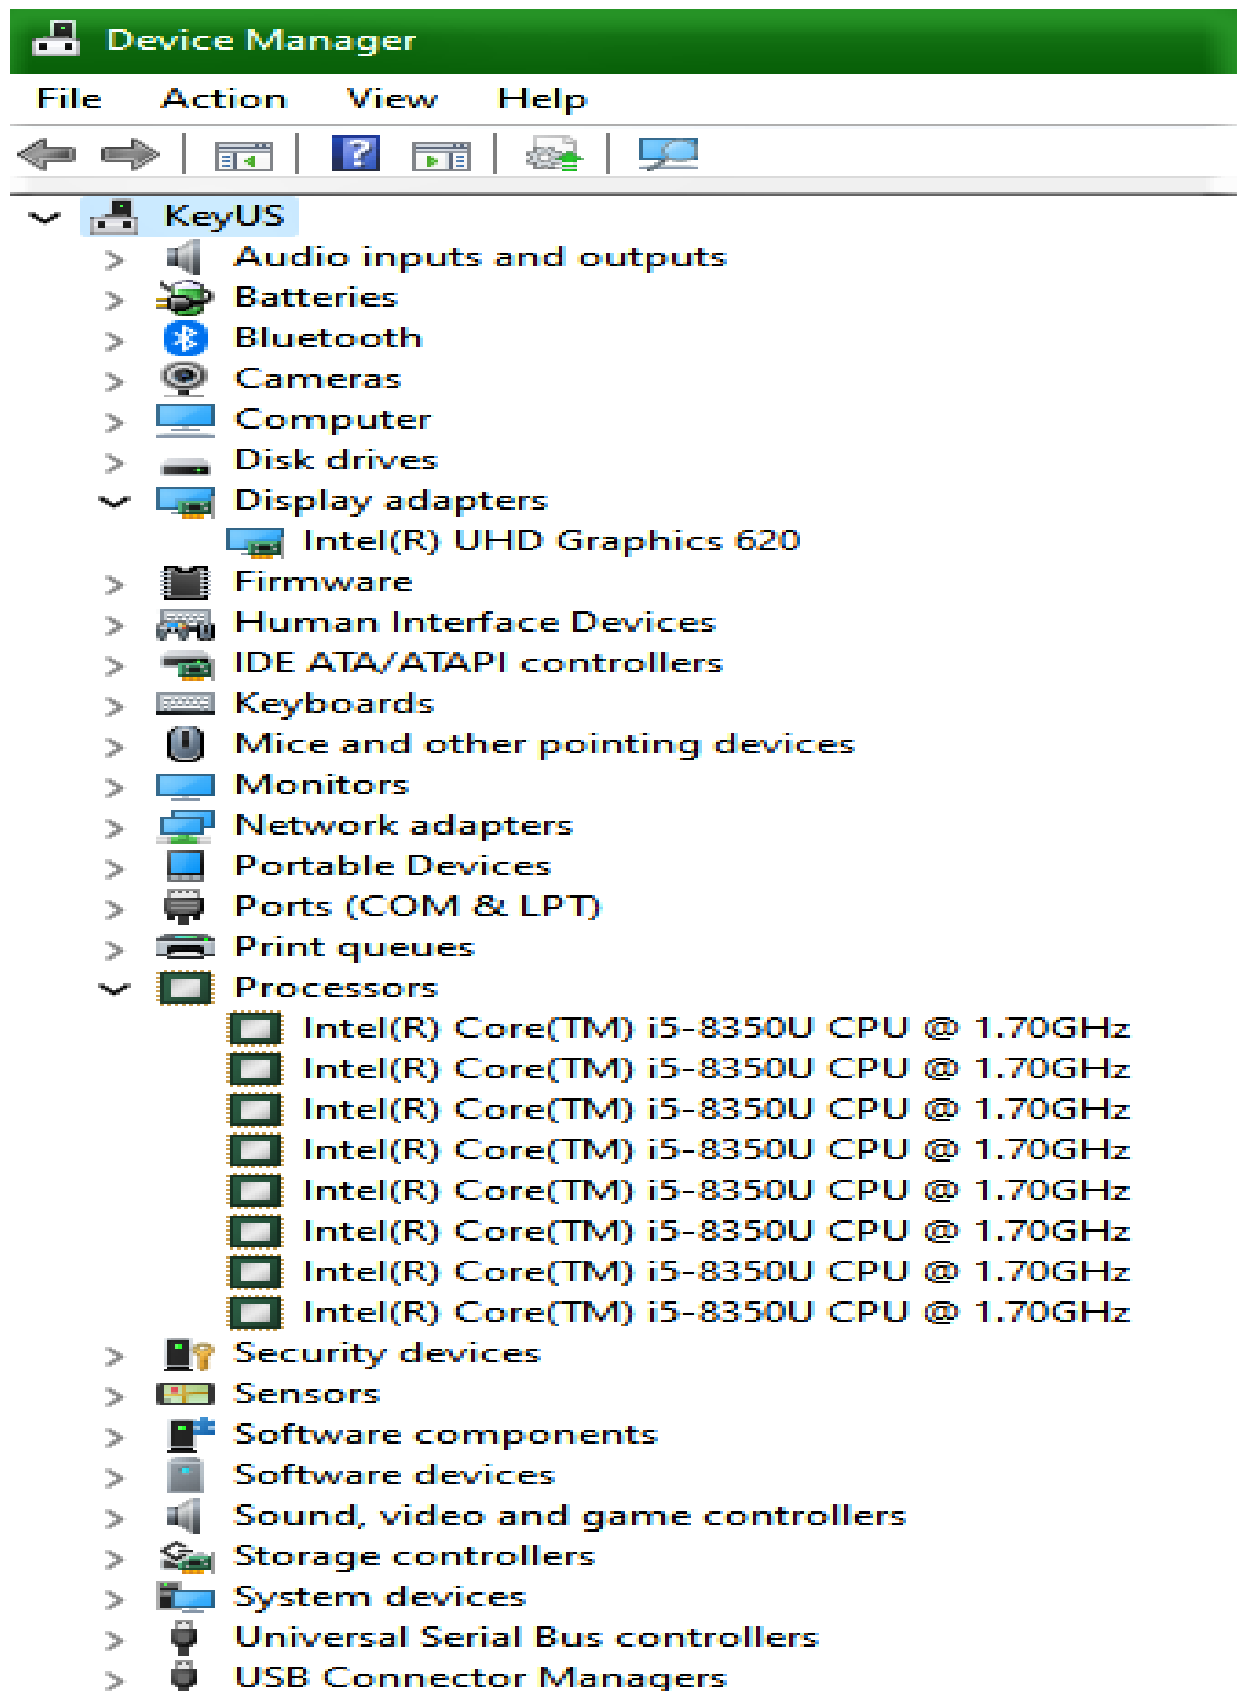 Device Manager
File Action View Help
KeyUS
Audio inputs and outputs
Batteries
Bluetooth
Cameras
Computer
Disk drives
Display adapters
Intel(R) UHD Graphics 620
Firmware
Human Interface Devices
IDE ATA/ATAPI controllers
Keyboards
Mice and other pointing devices
Monitors
Network adapters
Portable Devices
Ports (COM & LPT)
Print queues
Processors
Intel(R) Core(TM) i5-8350U CPU @ 1.70GHz
Intel(R) Core(TM) i5-8350U CPU @ 1.70GHz
Intel(R) Core(TM) i5-8350U CPU @ 1.70GHz
Intel(R) Core(TM) i5-8350U CPU @ 1.70GHz
Intel(R) Core(TM) i5-8350U CPU @ 1.70GHz
Intel(R) Core(TM) i5-8350U CPU @ 1.70GHz
Intel(R) Core(TM) i5-8350U CPU @ 1.70GHz
Intel(R) Core(TM) i5-8350U CPU @ 1.70GHz
Security devices
Sensors
Software components
Software devices
Sound, video and game controllers
Storage controllers
System devices
Universal Serial Bus controllers
USB Connector Managers